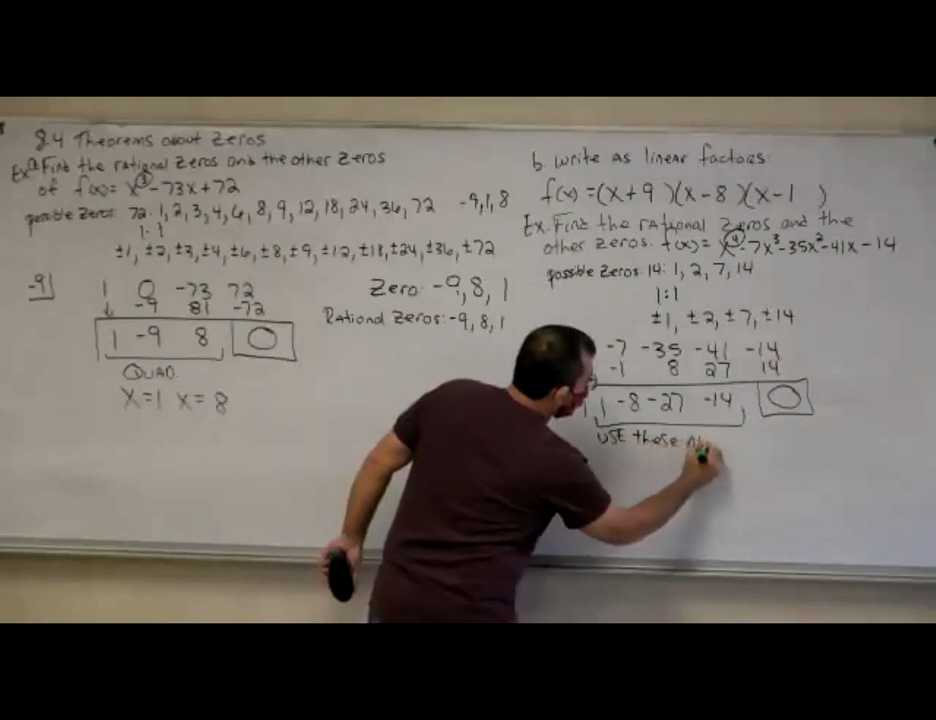 8.4 Theorems about Zeros
Ex. Find the rational Zeros and the other Zeros
of f(x)= x³-73x+72
possible Zeros: 72: 1, 2, 3, 4, 6, 8, 9, 12, 18, 24, 36, 72
1: 1
±1, ±2, ±3, ±4, ±6, ±8, ±9, ±12, ±18, ±24, ±36, ±72
-9, 1, 8
-9| 1 0 -73 72
↓ -9 81 -72
1 -9 8 0
QUAD.
X=1 X=8
Zero: -9, 8, 1
Rational Zeros: -9, 8, 1
b. write as linear factors:
f(x)=(x+9)(x-8)(x-1)
Ex. Find the rational Zeros and the
other zeros. f(x)= x⁴-7x³-35x²-41x-14
possible Zeros: 14: 1, 2, 7, 14
1:1
±1, ±2, ±7, ±14
-7 -35 -41 -14
-1 8 27 14
1 -8 -27 -14 0
USE these